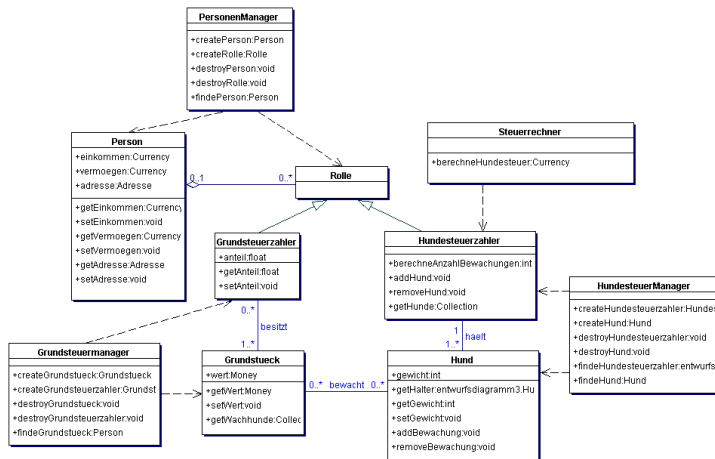 PersonenManager
+createPerson:Person
+createRolle:Rolle
+destroyPerson:void
+destroyRolle:void
+findePerson:Person
Person
+einkommen:Currency
+vermoegen:Currency
+adresse:Adresse
+getEinkommen:Currency
+setEinkommen:void
+getVermoegen:Currency
+setVermoegen:void
+getAdresse:Adresse
+setAdresse:void
0..1
0..*
Rolle
Steuerrechner
+berechneHundesteuer:Currency
Grundsteuerzahler
+anteil:float
+getAnteil:float
+setAnteil:void
Hundesteuerzahler
+berechneAnzahlBewachungen:int
+addHund:void
+removeHund:void
+getHunde:Collection
HundesteuerManager
+createHundesteuerzahler:Hundes
+createHund:Hund
+destroyHundesteuerzahler:void
+destroyHund:void
+findeHundesteuerzahler:entwurfs
+findeHund:Hund
0..*
besitzt
1..*
1
haelt
1..*
Grundsteuermanager
+createGrundstueck:Grundstueck
+createGrundsteuerzahler:Grundst
+destroyGrundstueck:void
+destroyGrundsteuerzahler:void
+findeGrundstueck:Person
Grundstueck
+wert:Money
+getWert:Money
+setWert:void
+getWachhunde:Collec
0..* bewacht 0..*
Hund
+gewicht:int
+getHalter:entwurfsdiagramm3.Hu
+getGewicht:int
+setGewicht:void
+addBewachung:void
+removeBewachung:void